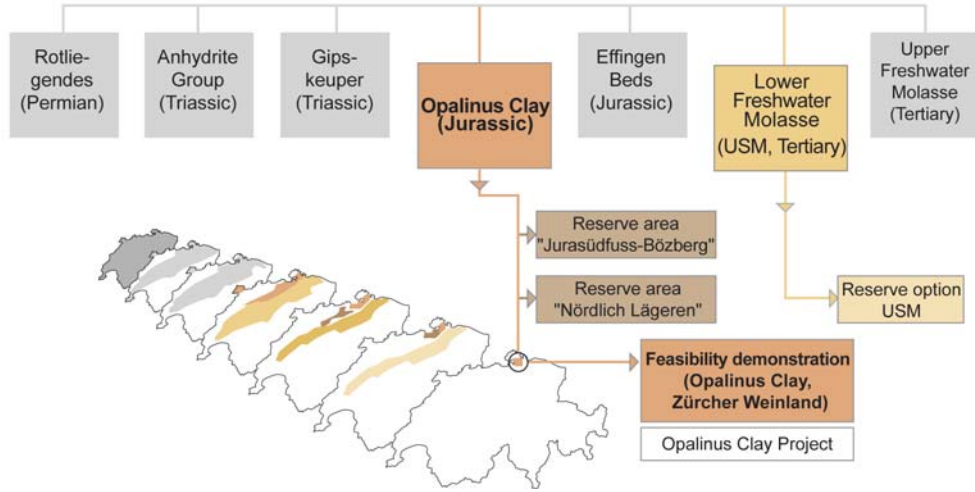 Rotlie-
gendes
(Permian)
Anhydrite
Group
(Triassic)
Gips-
keuper
(Triassic)
Opalinus Clay
(Jurassic)
Effingen
Beds
(Jurassic)
Lower
Freshwater
Molasse
(USM, Tertiary)
Upper
Freshwater
Molasse
(Tertiary)
Reserve area
"Jurasüdfuss-Bözberg"
Reserve area
"Nördlich Lägeren"
Reserve option
USM
Feasibility demonstration
(Opalinus Clay,
Zürcher Weinland)
Opalinus Clay Project